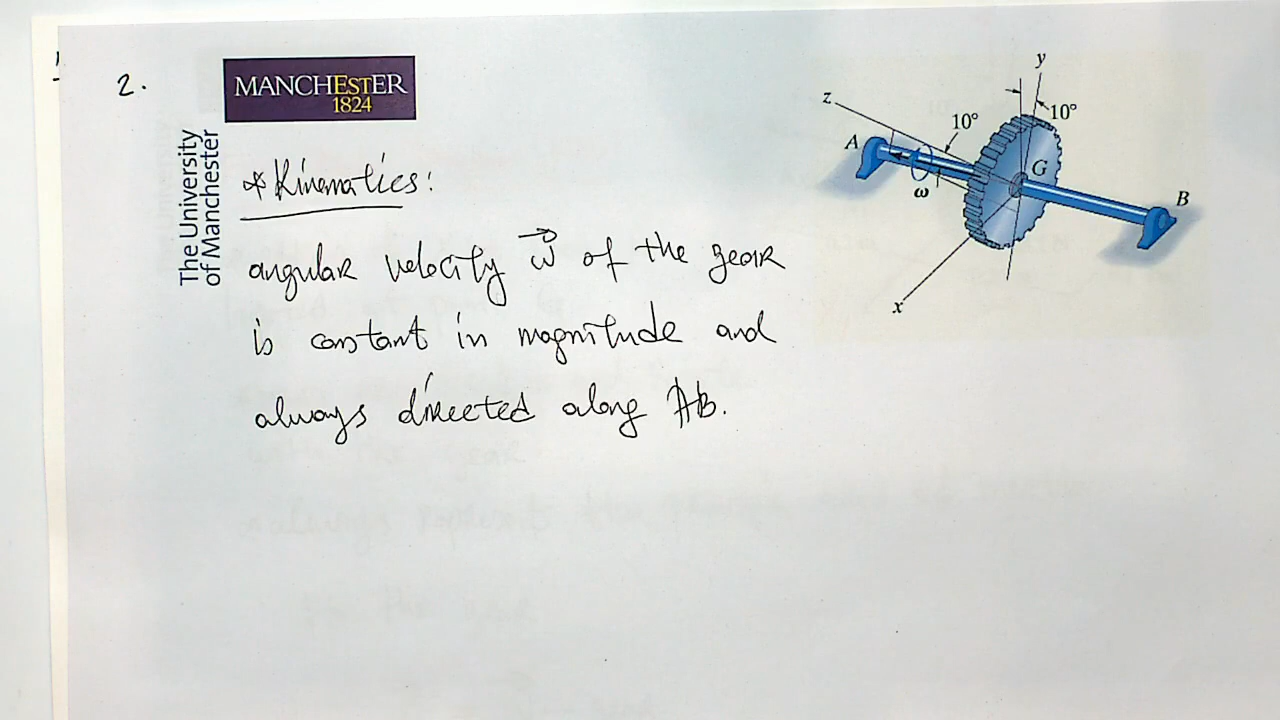 2.
MANCHESTER
1824
The University
of Manchester
* Kinematics:
angular velocity ω of the gear
is constant in magnitude and
always directed along AB.
y
z
10°
10°
A
G
ω
B
x